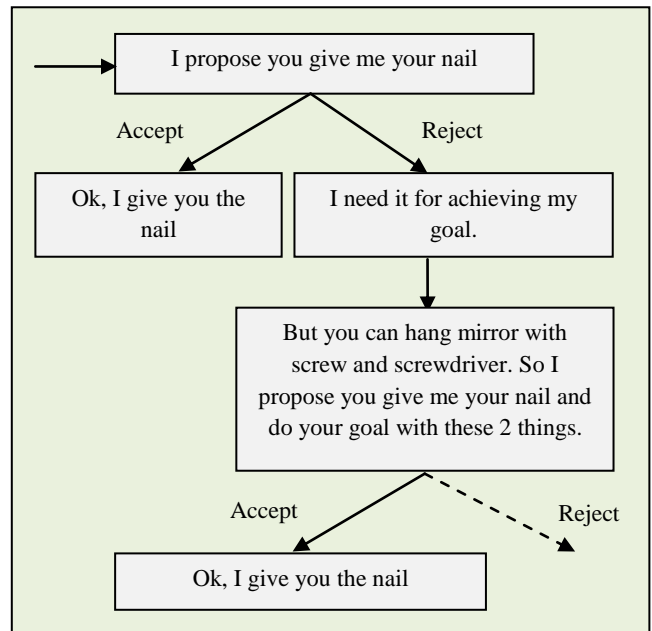 I propose you give me your nail
Accept
Reject
Ok, I give you the
nail
I need it for achieving my
goal.
But you can hang mirror with
screw and screwdriver. So I
propose you give me your nail and
do your goal with these 2 things.
Accept
Reject
Ok, I give you the nail